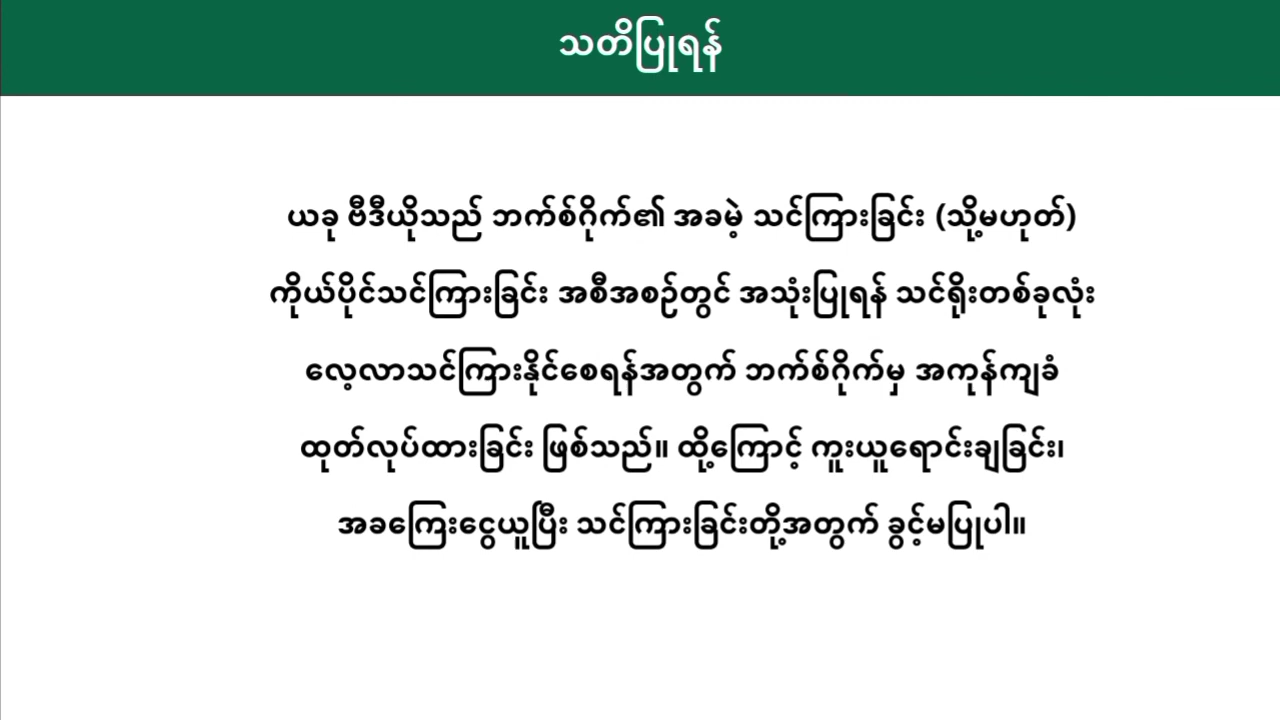 သတိပြုရန်
ယခု ဗီဒီယိုသည် ဘက်စ်ဂိုက်၏ အခမဲ့ သင်ကြားခြင်း (သို့မဟုတ်)
ကိုယ်ပိုင်သင်ကြားခြင်း အစီအစဉ်တွင် အသုံးပြုရန် သင်ရိုးတစ်ခုလုံး
လေ့လာသင်ကြားနိုင်စေရန်အတွက် ဘက်စ်ဂိုက်မှ အကုန်ကျခံ
ထုတ်လုပ်ထားခြင်း ဖြစ်သည်။ ထို့ကြောင့် ကူးယူရောင်းချခြင်း၊
အခကြေးငွေယူပြီး သင်ကြားခြင်းတို့အတွက် ခွင့်မပြုပါ။